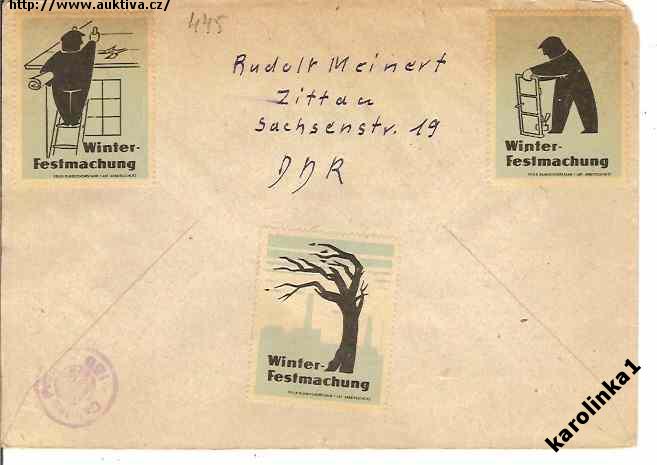 http://www.auktiva.cz/
445
Rudolf Meinert
Zittau
Sachsenstr. 19
DDR
Winter-
Festmachung
Winter-
Festmachung
Winter-
Festmachung
karolinka1